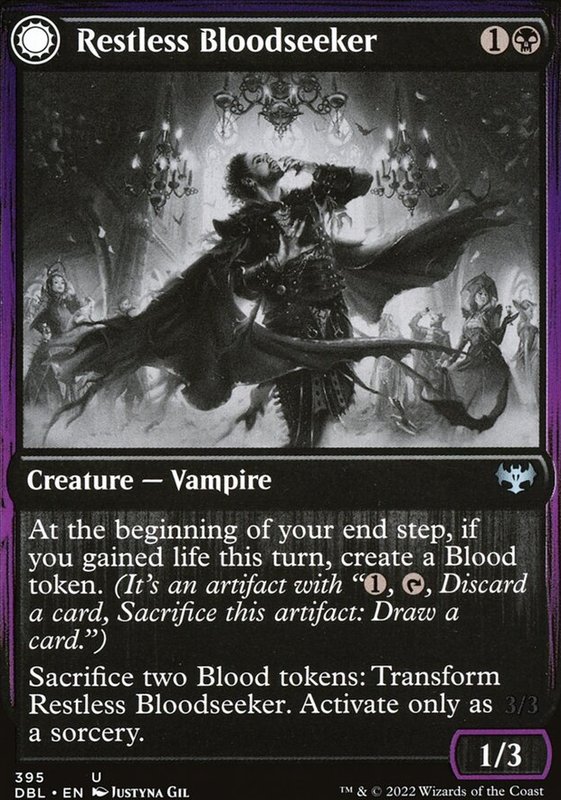 Restless Bloodseeker 1
Creature — Vampire
At the beginning of your end step, if
you gained life this turn, create a Blood
token. (It's an artifact with “1, , Discard
a card, Sacrifice this artifact: Draw a
card.”)
Sacrifice two Blood tokens: Transform
Restless Bloodseeker. Activate only as
a sorcery.
3/3
1/3
395 U
DBL • EN Justyna Gil
™ & © 2022 Wizards of the Coast